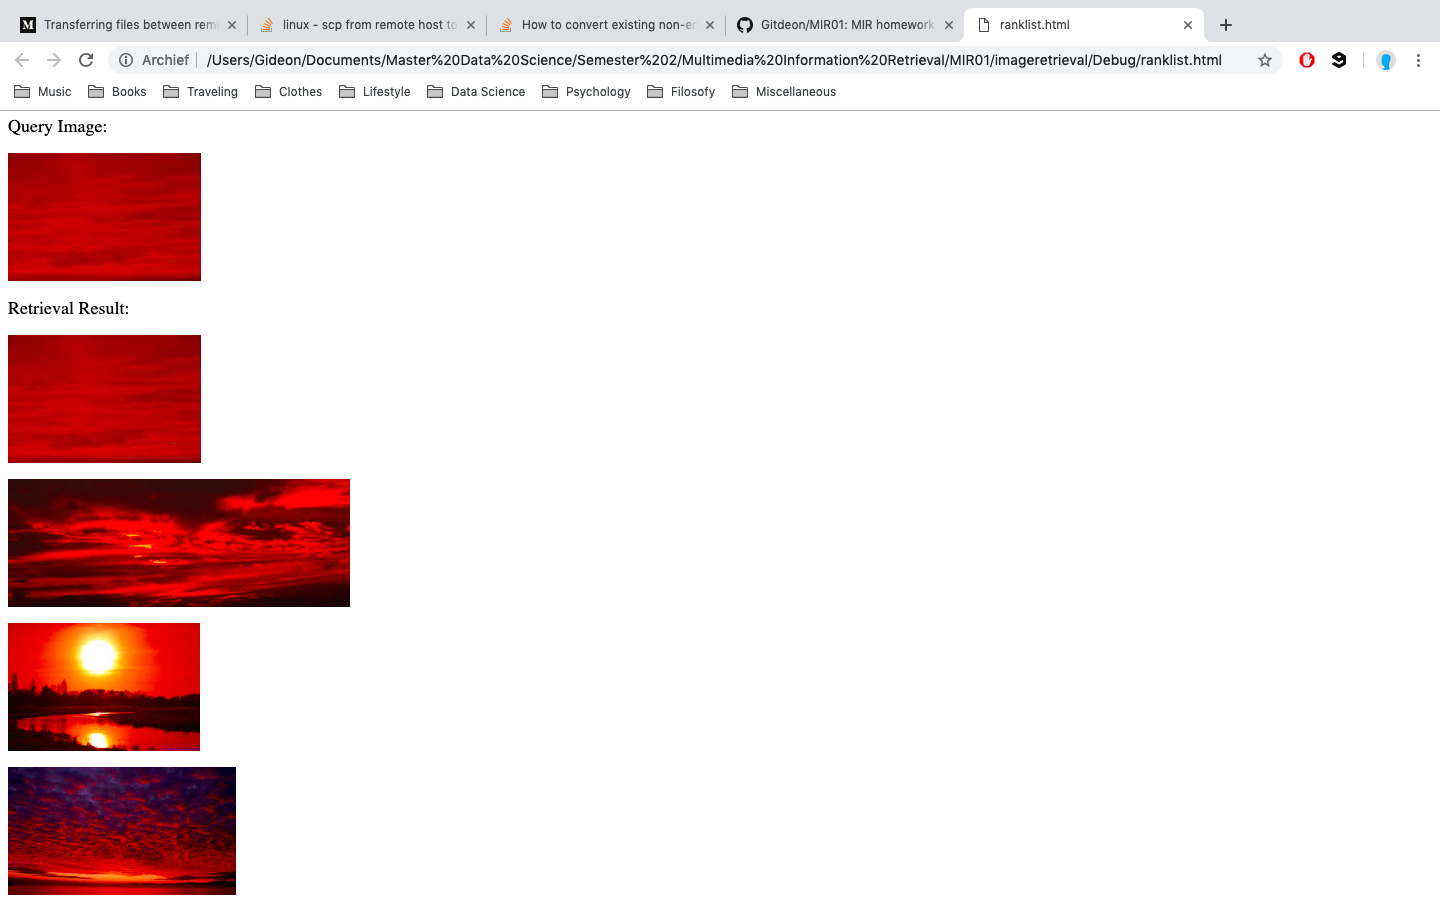 Transferring files between rem
linux - scp from remote host to
How to convert existing non-em
Gitdeon/MIR01: MIR homework
ranklist.html
Archief
/Users/Gideon/Documents/Master%20Data%20Science/Semester%202/Multimedia%20Information%20Retrieval/MIR01/imageretrieval/Debug/ranklist.html
Music
Books
Traveling
Clothes
Lifestyle
Data Science
Psychology
Filosofy
Miscellaneous
Query Image:
Retrieval Result: